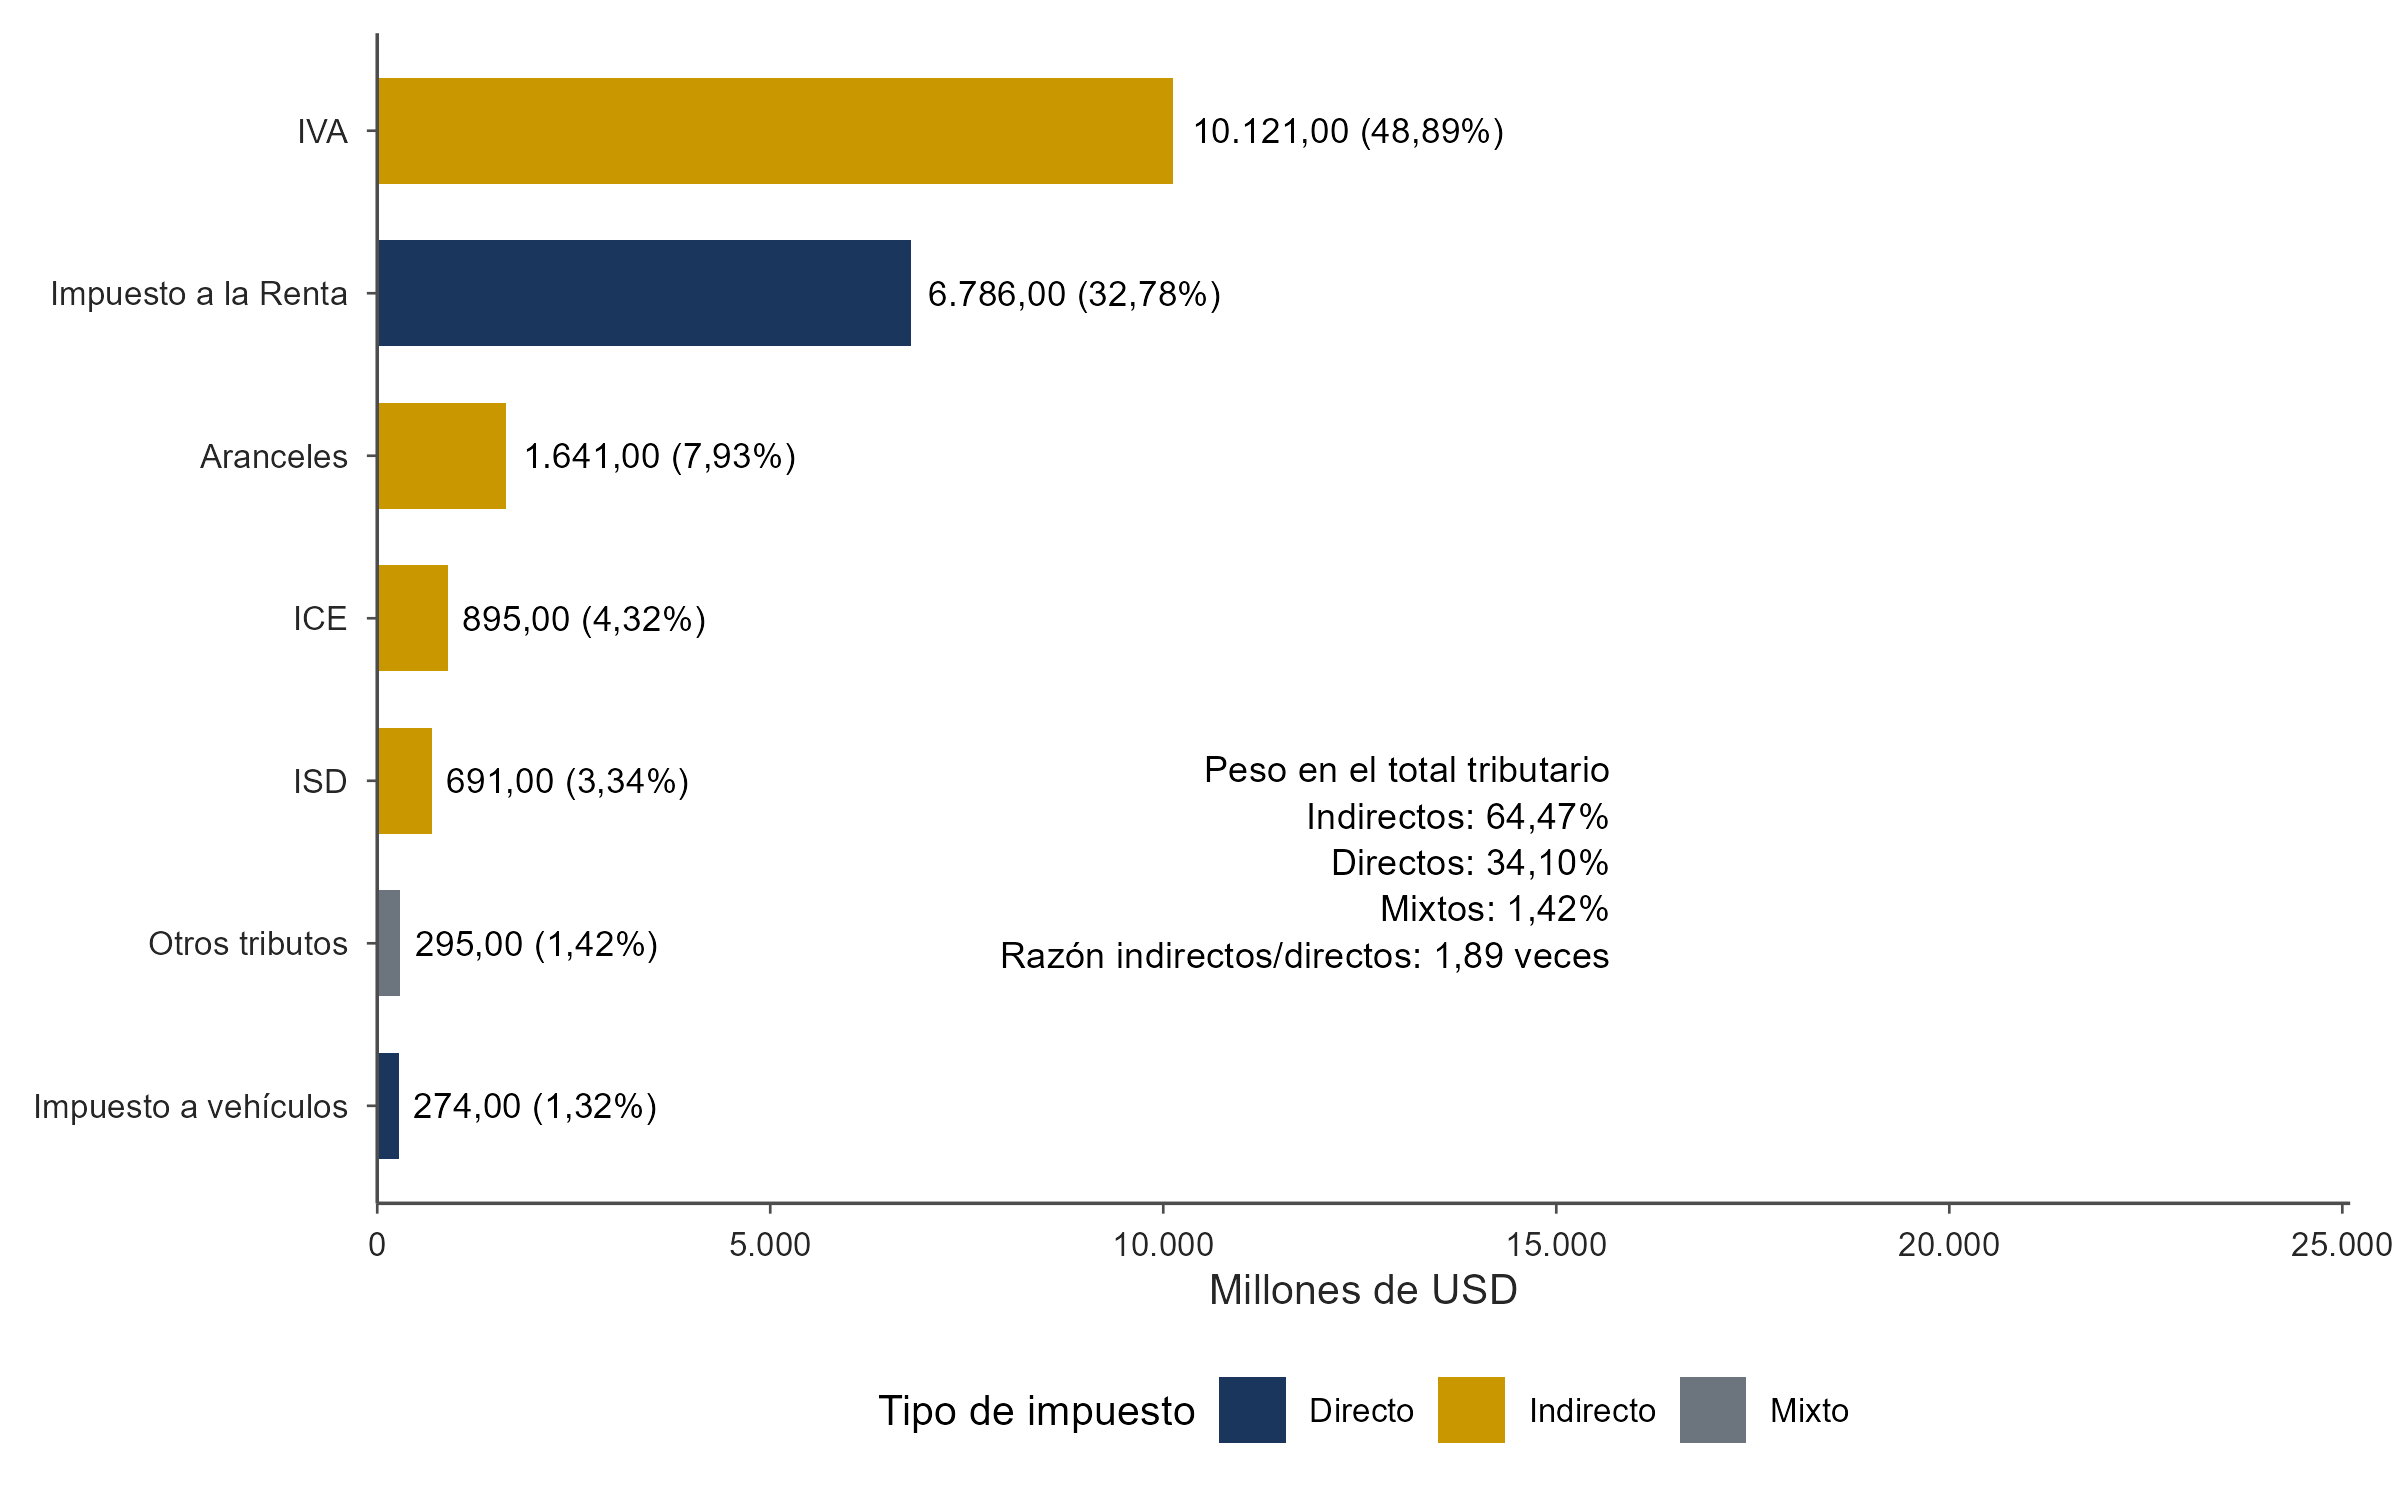 IVA
10.121,00 (48,89%)
Impuesto a la Renta
6.786,00 (32,78%)
Aranceles
1.641,00 (7,93%)
ICE
895,00 (4,32%)
ISD
691,00 (3,34%)
Otros tributos
295,00 (1,42%)
Impuesto a vehículos
274,00 (1,32%)
Peso en el total tributario
Indirectos: 64,47%
Directos: 34,10%
Mixtos: 1,42%
Razón indirectos/directos: 1,89 veces
0
5.000
10.000
15.000
20.000
25.000
Millones de USD
Tipo de impuesto
Directo
Indirecto
Mixto